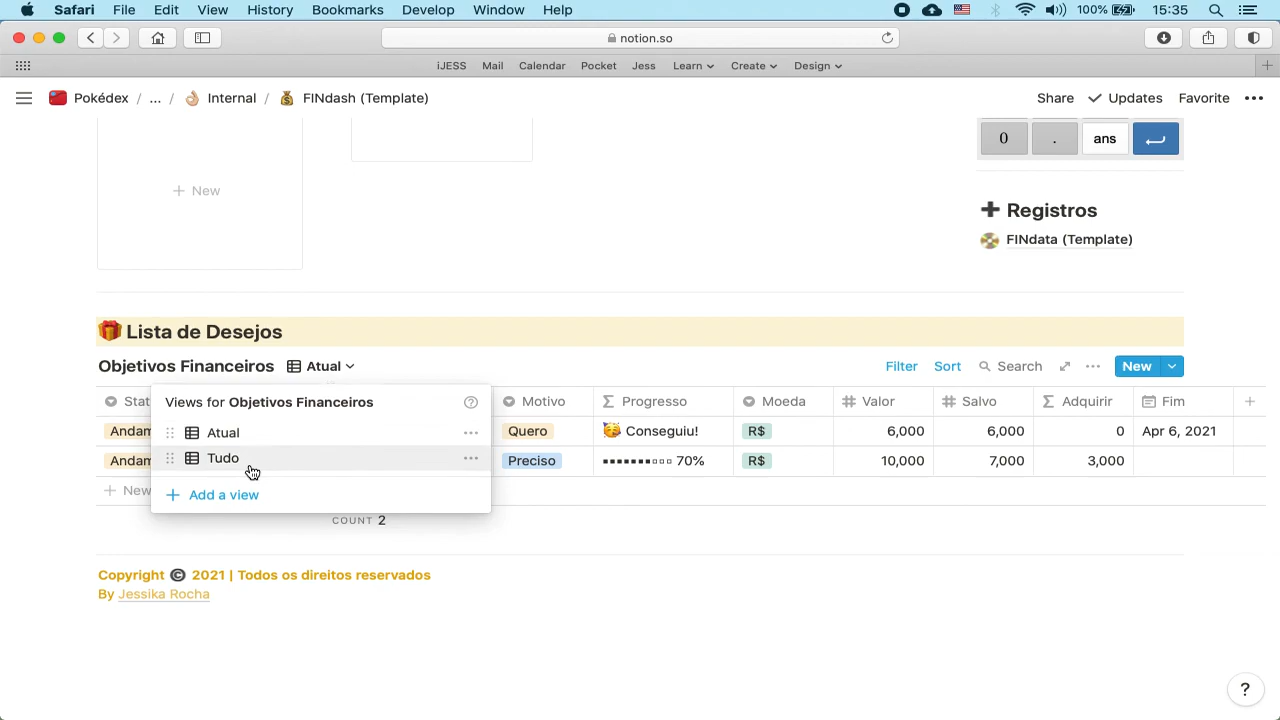 Safari File Edit View History Bookmarks Develop Window Help 100% 15:35
notion.so
iJESS Mail Calendar Pocket Jess Learn Create Design
Pokédex / ... / Internal / FINdash (Template) Share Updates Favorite
0 . ans
+ New
Registros
FINdata (Template)
Lista de Desejos
Objetivos Financeiros Atual Filter Sort Search New
Stat Motivo Progresso Moeda Valor Salvo Adquirir Fim
Views for Objetivos Financeiros
Andam Atual Quero Conseguiu! R$ 6,000 6,000 0 Apr 6, 2021
Andam Tudo Preciso 70% R$ 10,000 7,000 3,000
+ New + Add a view
COUNT 2
Copyright © 2021 | Todos os direitos reservados
By Jessika Rocha
?